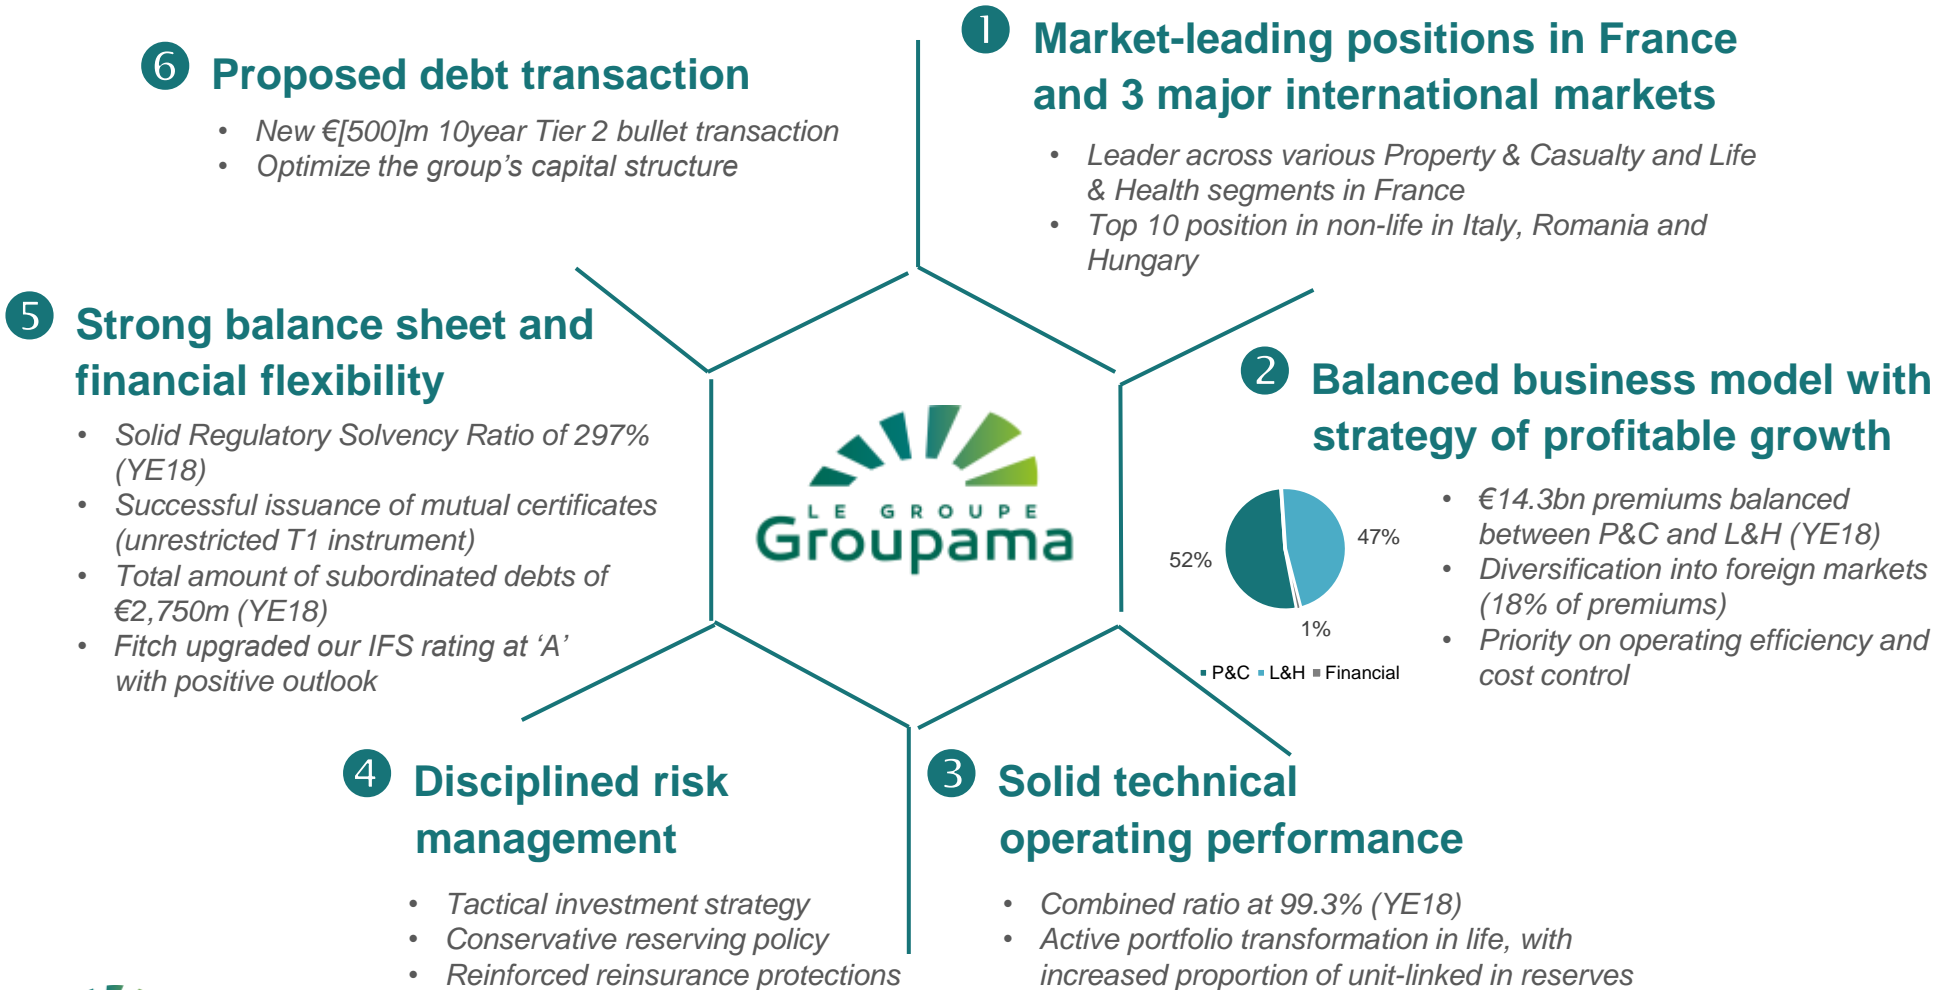 ❶ Market-leading positions in France
and 3 major international markets
• Leader across various Property & Casualty and Life
& Health segments in France
• Top 10 position in non-life in Italy, Romania and
Hungary
❷ Balanced business model with
strategy of profitable growth
52%
47%
1%
P&C L&H Financial
• €14.3bn premiums balanced
between P&C and L&H (YE18)
• Diversification into foreign markets
(18% of premiums)
• Priority on operating efficiency and
cost control
❸ Solid technical
operating performance
• Combined ratio at 99.3% (YE18)
• Active portfolio transformation in life, with
increased proportion of unit-linked in reserves
❹ Disciplined risk
management
• Tactical investment strategy
• Conservative reserving policy
• Reinforced reinsurance protections
❺ Strong balance sheet and
financial flexibility
• Solid Regulatory Solvency Ratio of 297%
(YE18)
• Successful issuance of mutual certificates
(unrestricted T1 instrument)
• Total amount of subordinated debts of
€2,750m (YE18)
• Fitch upgraded our IFS rating at ‘A’
with positive outlook
❻ Proposed debt transaction
• New €[500]m 10year Tier 2 bullet transaction
• Optimize the group’s capital structure
LE GROUPE
Groupama